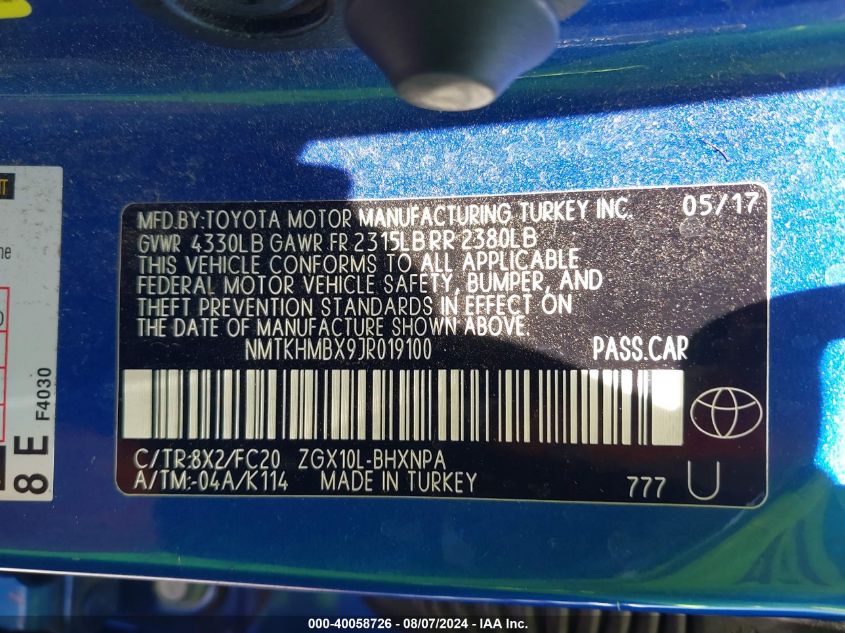 MFD.BY:TOYOTA MOTOR MANUFACTURING TURKEY INC. 05/17
GVWR 4330LB GAWR FR 2315LB RR 2380LB
THIS VEHICLE CONFORMS TO ALL APPLICABLE
FEDERAL MOTOR VEHICLE SAFETY, BUMPER, AND
THEFT PREVENTION STANDARDS IN EFFECT ON
THE DATE OF MANUFACTURE SHOWN ABOVE.
NMTKHMBX9JR019100 PASS.CAR
C/TR:8X2/FC20 ZGX10L-BHXNPA
A/TM:-04A/K114 MADE IN TURKEY 777 U
8 E F4030
000-40058726 - 08/07/2024 - IAA Inc.